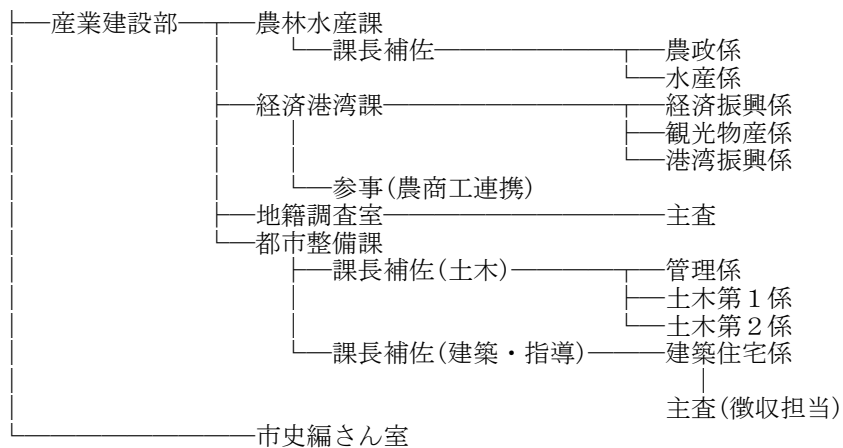 産業建設部 農林水産課
課長補佐 農政係
水産係
経済港湾課 経済振興係
観光物産係
港湾振興係
参事(農商工連携)
地籍調査室 主査
都市整備課
課長補佐(土木) 管理係
土木第1係
土木第2係
課長補佐(建築・指導) 建築住宅係
主査(徴収担当)
市史編さん室